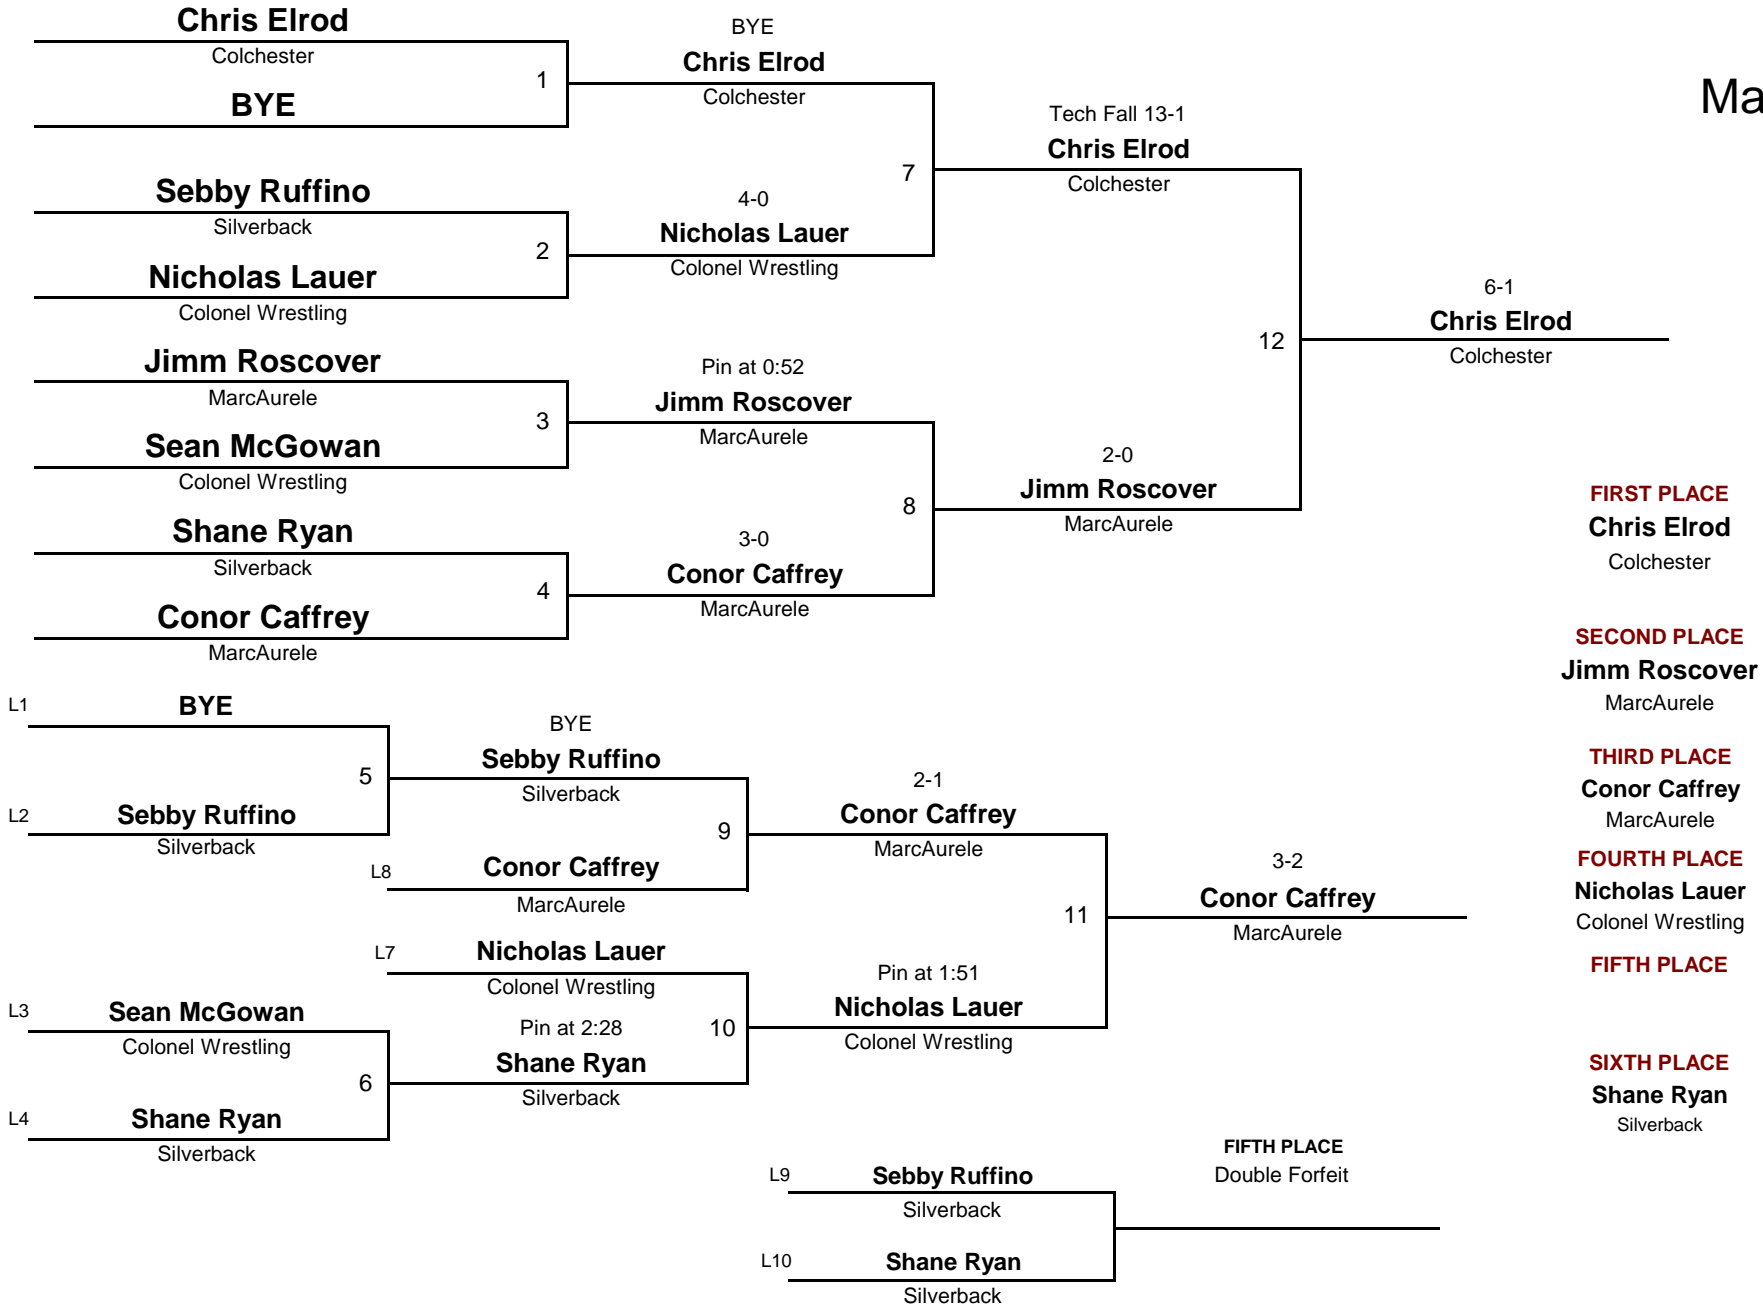 Chris Elrod
Colchester
1
BYE
BYE
Chris Elrod
Colchester
Ma
Sebby Ruffino
Silverback
2
Nicholas Lauer
Colonel Wrestling
4-0
Nicholas Lauer
Colonel Wrestling
7
Tech Fall 13-1
Chris Elrod
Colchester
Jimm Roscover
MarcAurele
3
Sean McGowan
Colonel Wrestling
Pin at 0:52
Jimm Roscover
MarcAurele
Shane Ryan
Silverback
4
Conor Caffrey
MarcAurele
3-0
Conor Caffrey
MarcAurele
8
2-0
Jimm Roscover
MarcAurele
12
6-1
Chris Elrod
Colchester
FIRST PLACE
Chris Elrod
Colchester
SECOND PLACE
Jimm Roscover
MarcAurele
THIRD PLACE
Conor Caffrey
MarcAurele
FOURTH PLACE
Nicholas Lauer
Colonel Wrestling
FIFTH PLACE
SIXTH PLACE
Shane Ryan
Silverback
L1
BYE
5
L2
Sebby Ruffino
Silverback
BYE
Sebby Ruffino
Silverback
9
L8
Conor Caffrey
MarcAurele
2-1
Conor Caffrey
MarcAurele
L7
Nicholas Lauer
Colonel Wrestling
L3
Sean McGowan
Colonel Wrestling
6
L4
Shane Ryan
Silverback
Pin at 2:28
Shane Ryan
Silverback
10
Pin at 1:51
Nicholas Lauer
Colonel Wrestling
11
3-2
Conor Caffrey
MarcAurele
L9
Sebby Ruffino
Silverback
L10
Shane Ryan
Silverback
FIFTH PLACE
Double Forfeit